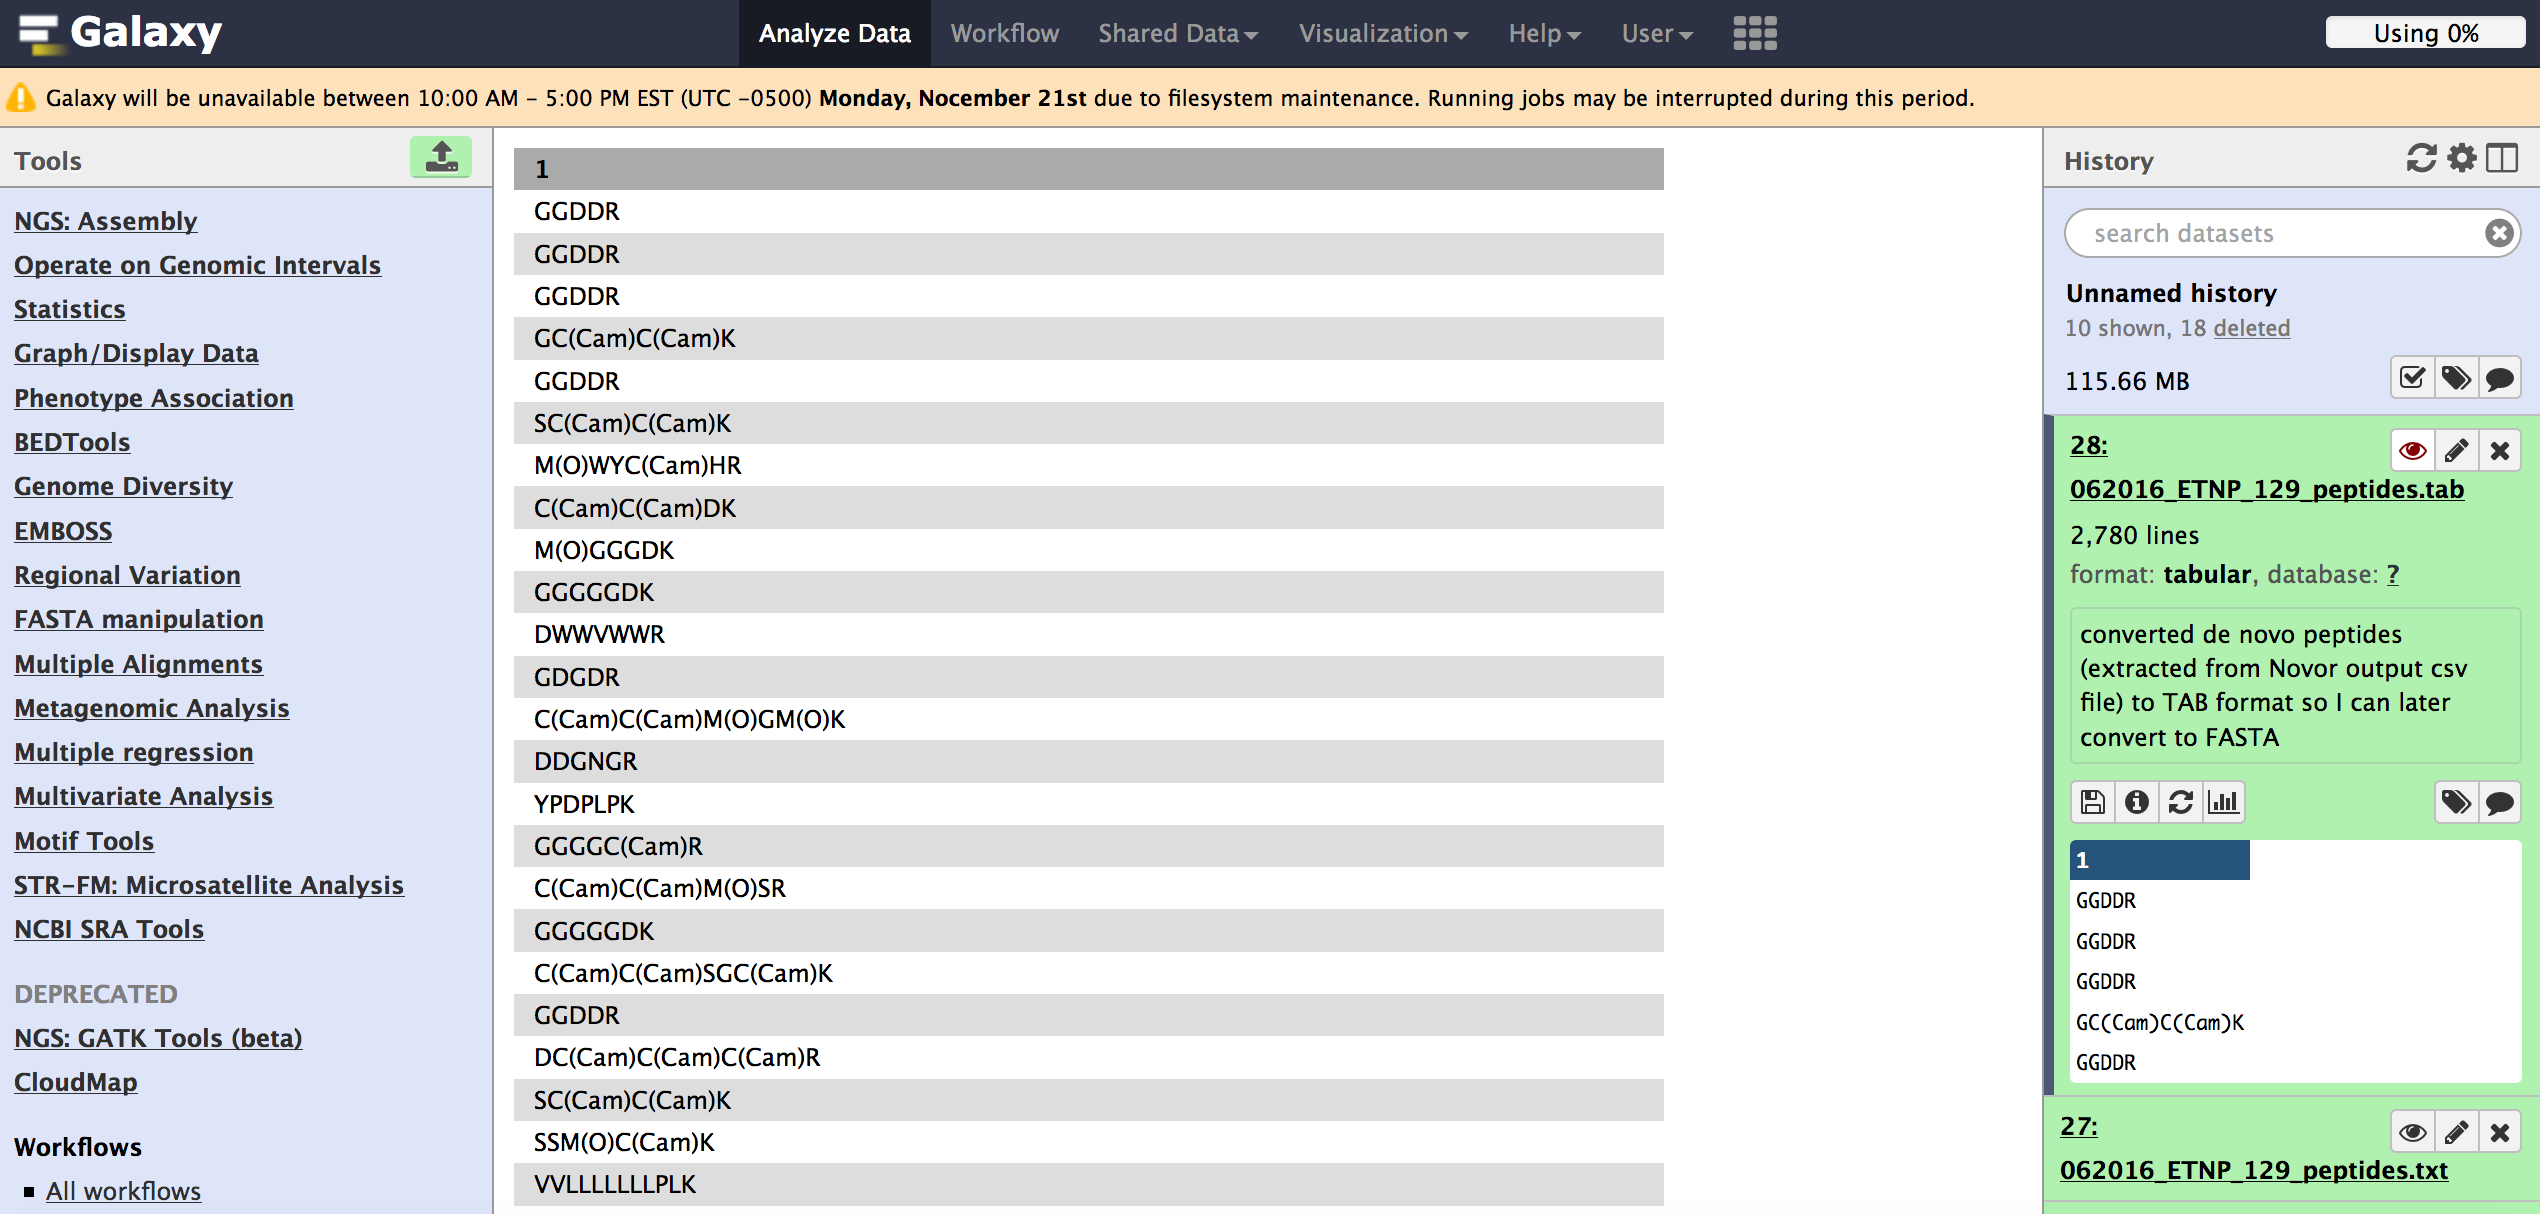 Galaxy
Analyze Data
Workflow
Shared Data
Visualization
Help
User
Using 0%
Galaxy will be unavailable between 10:00 AM - 5:00 PM EST (UTC -0500) Monday, Nocember 21st due to filesystem maintenance. Running jobs may be interrupted during this period.
Tools
NGS: Assembly
Operate on Genomic Intervals
Statistics
Graph/Display Data
Phenotype Association
BEDTools
Genome Diversity
EMBOSS
Regional Variation
FASTA manipulation
Multiple Alignments
Metagenomic Analysis
Multiple regression
Multivariate Analysis
Motif Tools
STR-FM: Microsatellite Analysis
NCBI SRA Tools
DEPRECATED
NGS: GATK Tools (beta)
CloudMap
Workflows
All workflows
1
GGDDR
GGDDR
GGDDR
GC(Cam)C(Cam)K
GGDDR
SC(Cam)C(Cam)K
M(O)WYC(Cam)HR
C(Cam)C(Cam)DK
M(O)GGGDK
GGGGGDK
DWWVWWR
GDGDR
C(Cam)C(Cam)M(O)GM(O)K
DDGNGR
YPDPLPK
GGGGC(Cam)R
C(Cam)C(Cam)M(O)SR
GGGGGDK
C(Cam)C(Cam)SGC(Cam)K
GGDDR
DC(Cam)C(Cam)C(Cam)R
SC(Cam)C(Cam)K
SSM(O)C(Cam)K
VVLLLLLLLPLK
History
search datasets
Unnamed history
10 shown, 18 deleted
115.66 MB
28:
062016_ETNP_129_peptides.tab
2,780 lines
format: tabular, database: ?
converted de novo peptides
(extracted from Novor output csv
file) to TAB format so I can later
convert to FASTA
1
GGDDR
GGDDR
GGDDR
GC(Cam)C(Cam)K
GGDDR
27:
062016_ETNP_129_peptides.txt